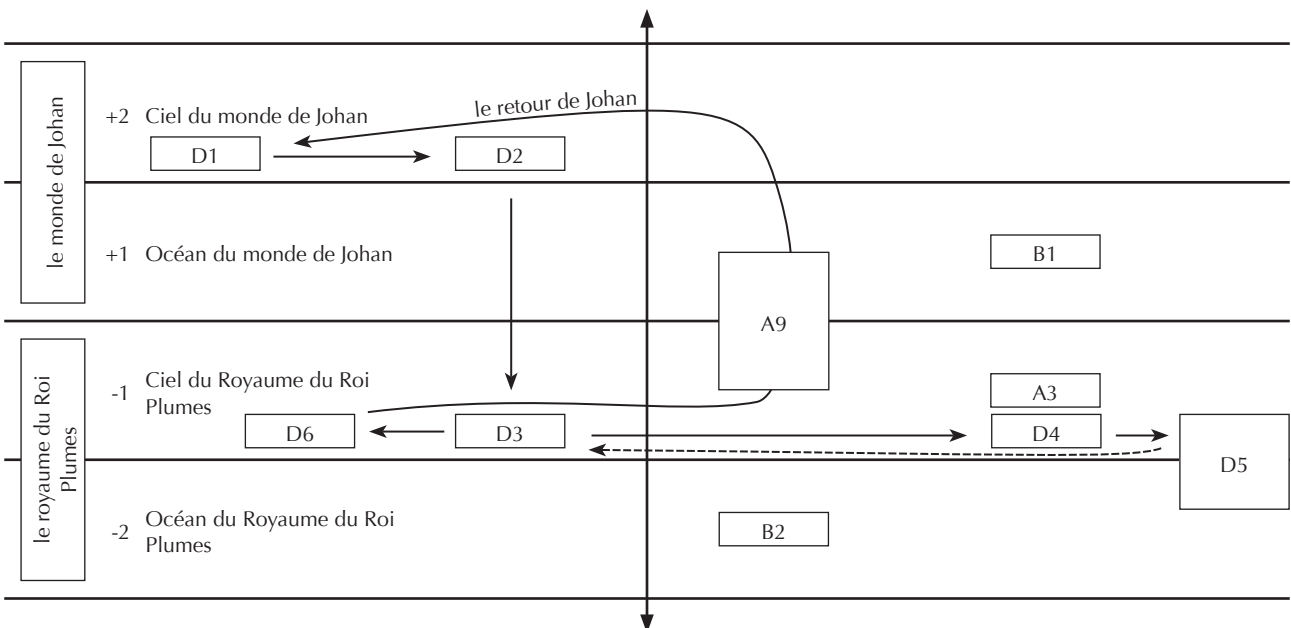 le monde de Johan
+2 Ciel du monde de Johan
le retour de Johan
D1
D2
+1 Océan du monde de Johan
B1
A9
le royaume du Roi
Plumes
-1 Ciel du Royaume du Roi
Plumes
A3
D6
D3
D4
D5
-2 Océan du Royaume du Roi
Plumes
B2